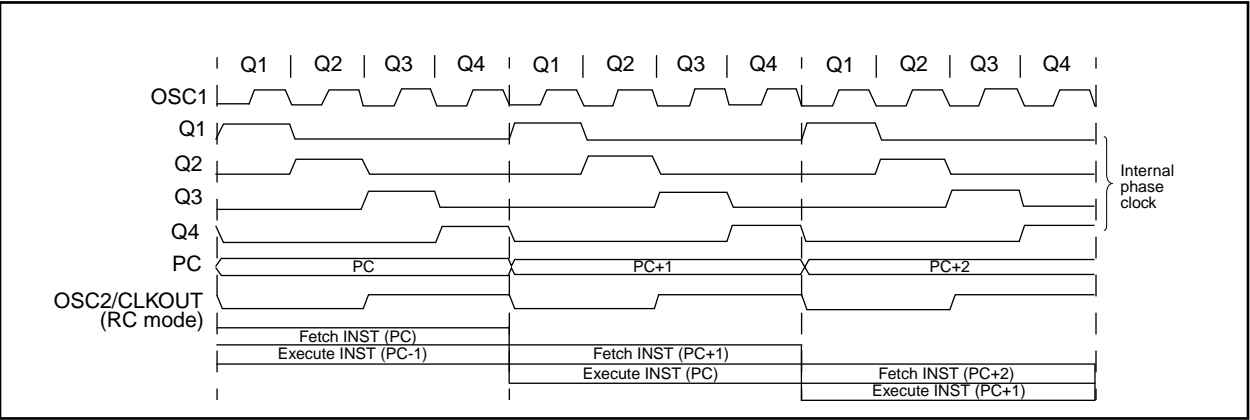 Q1 | Q2 | Q3 | Q4 | Q1 | Q2 | Q3 | Q4 | Q1 | Q2 | Q3 | Q4
OSC1
Q1
Q2
Q3
Q4
Internal
phase
clock
PC
PC
PC+1
PC+2
OSC2/CLKOUT
(RC mode)
Fetch INST (PC)
Execute INST (PC-1)
Fetch INST (PC+1)
Execute INST (PC)
Fetch INST (PC+2)
Execute INST (PC+1)